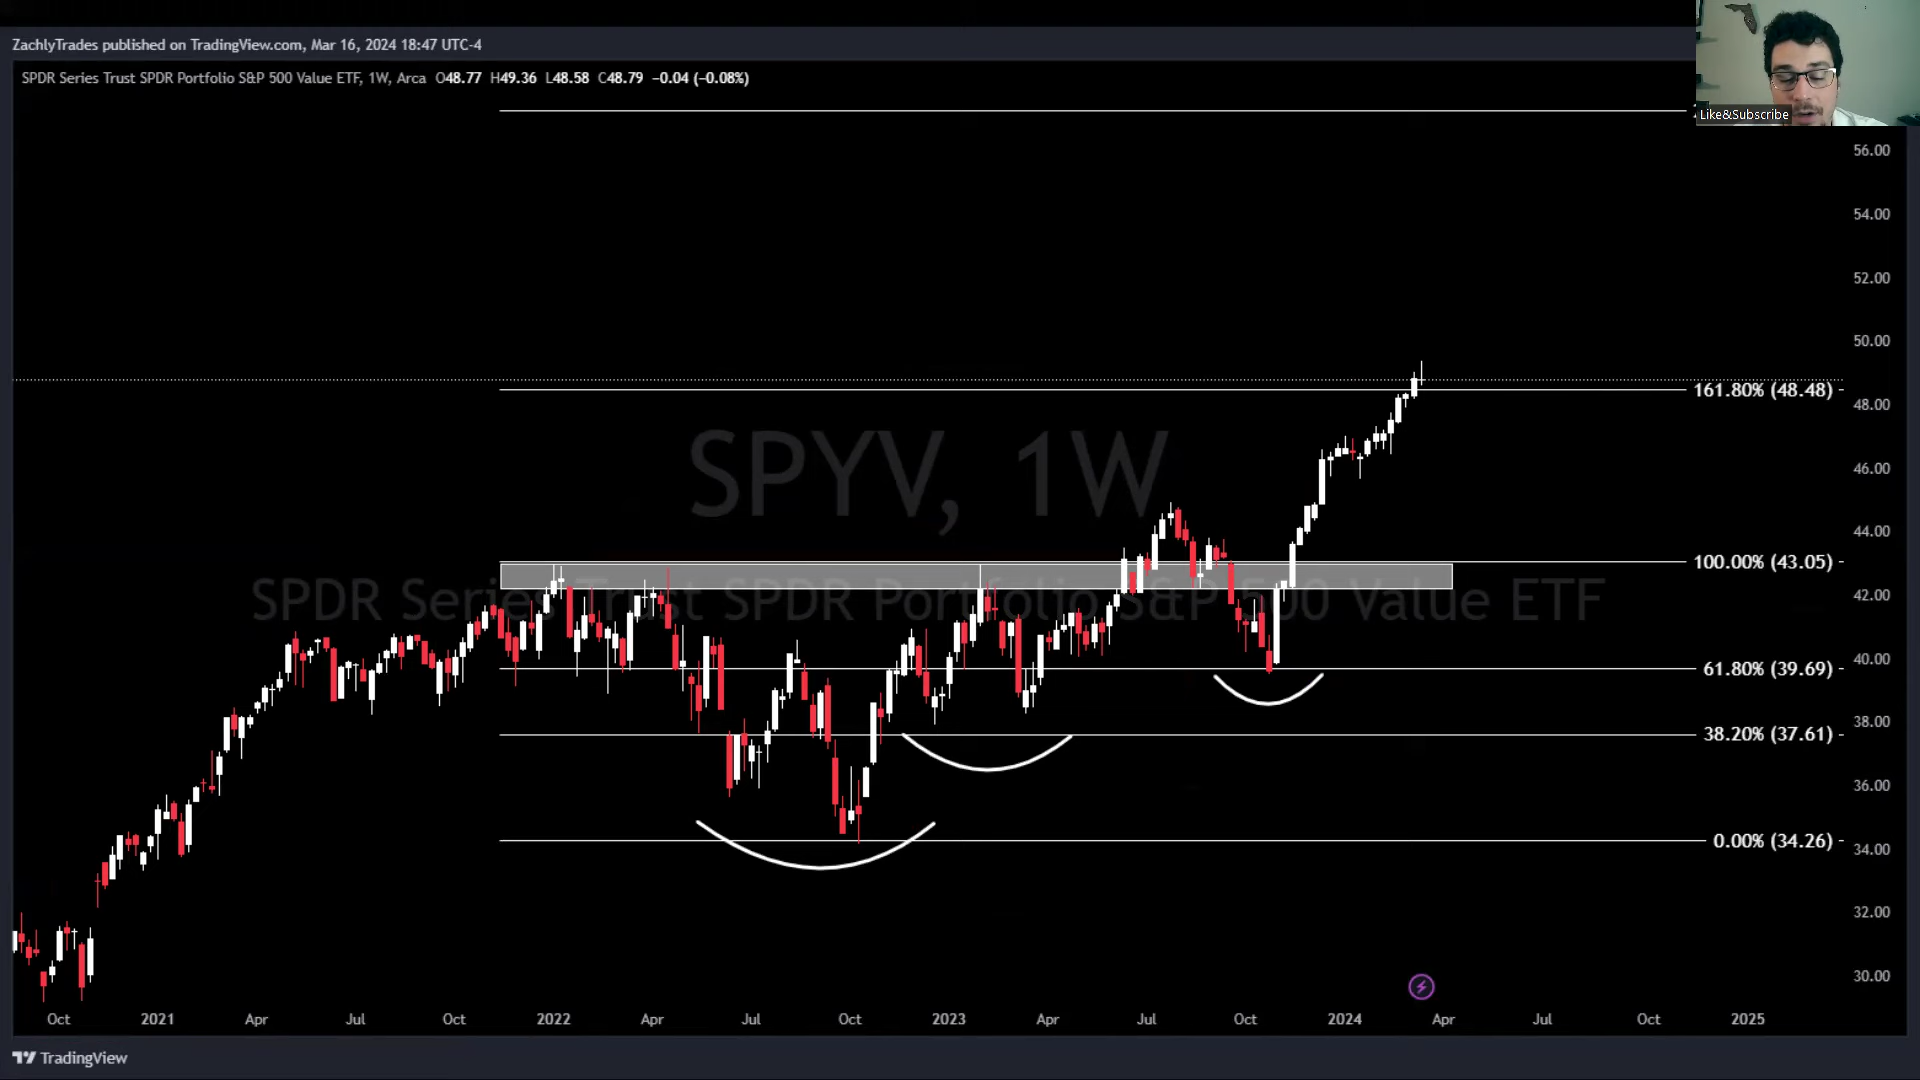 ZachlyTrades published on TradingView.com, Mar 16, 2024 18:47 UTC-4
SPDR Series Trust SPDR Portfolio S&P 500 Value ETF, 1W, Arca O48.77 H49.36 L48.58 C48.79 −0.04 (−0.08%)
Like&Subscribe
56.00
54.00
52.00
50.00
161.80% (48.48)
48.00
SPYV, 1W
46.00
44.00
100.00% (43.05)
42.00
SPDR Series Trust SPDR Portfolio S&P 500 Value ETF
40.00
61.80% (39.69)
38.00
38.20% (37.61)
36.00
0.00% (34.26)
34.00
32.00
30.00
Oct 2021 Apr Jul Oct 2022 Apr Jul Oct 2023 Apr Jul Oct 2024 Apr Jul Oct 2025
TradingView